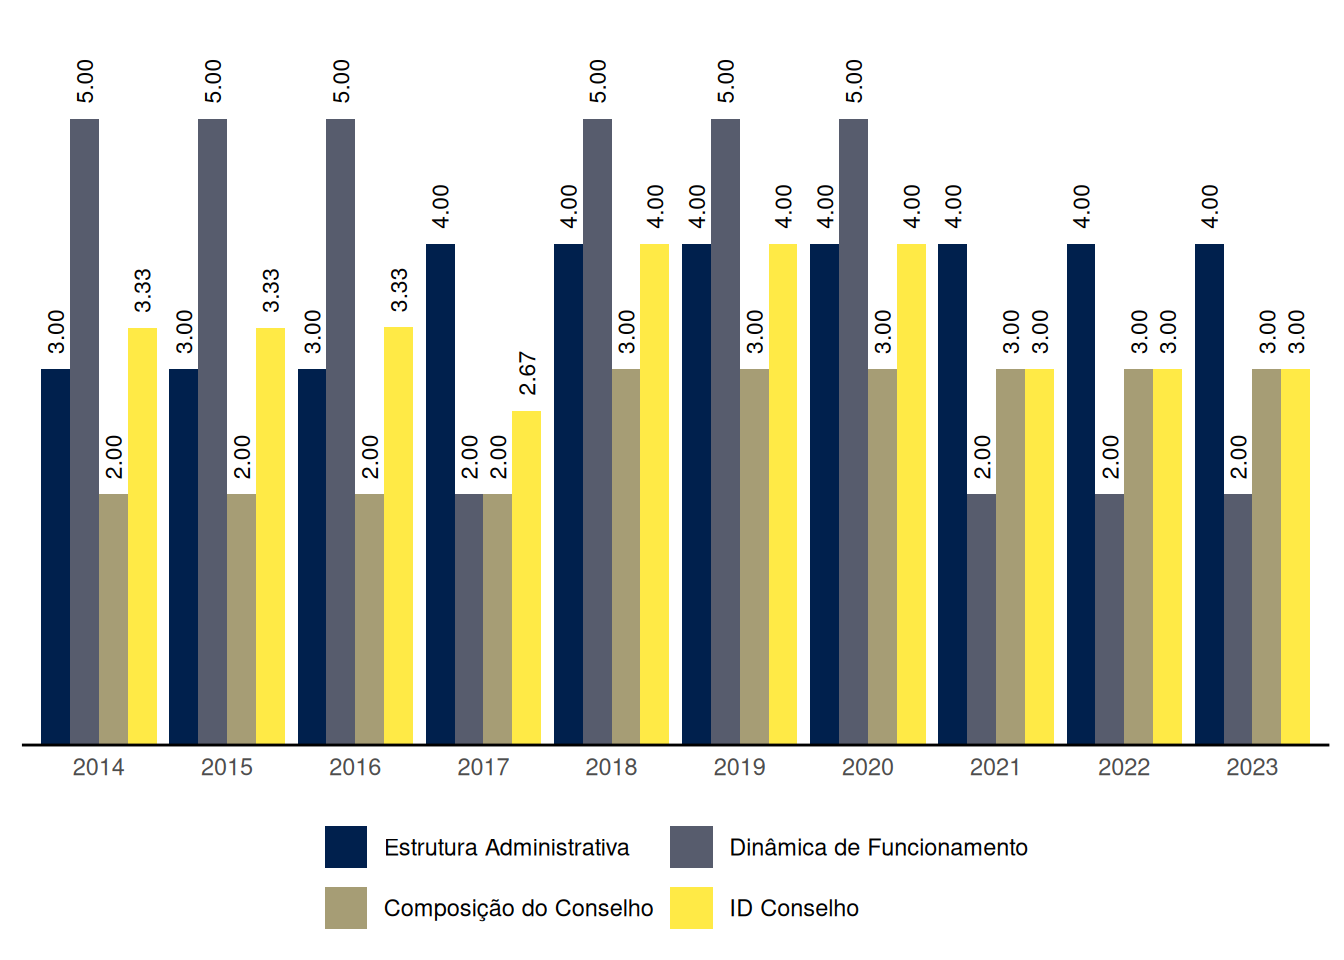 5.00 5.00 5.00 5.00 5.00 5.00
4.00 4.00 4.00 4.00 4.00 4.00 4.00 4.00 4.00 4.00
3.00 3.33 3.00 3.33 3.00 3.33 3.00 3.00 3.00 3.00 3.00 3.00 3.00 3.00 3.00
2.67
2.00 2.00 2.00 2.00 2.00 2.00 2.00 2.00
2014 2015 2016 2017 2018 2019 2020 2021 2022 2023
Estrutura Administrativa Dinâmica de Funcionamento
Composição do Conselho ID Conselho